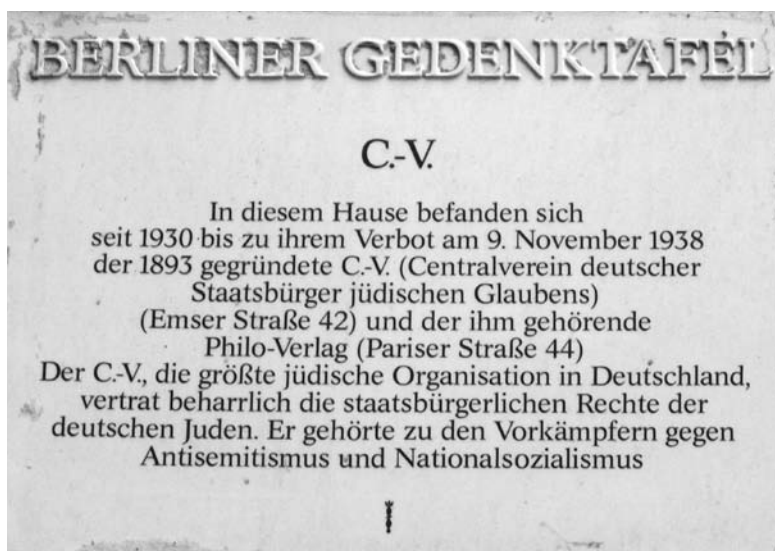 BERLINER GEDENKTAFEL
C.-V.
In diesem Hause befanden sich
seit 1930 bis zu ihrem Verbot am 9. November 1938
der 1893 gegründete C.-V. (Centralverein deutscher
Staatsbürger jüdischen Glaubens)
(Emser Straße 42) und der ihm gehörende
Philo-Verlag (Pariser Straße 44)
Der C.-V., die größte jüdische Organisation in Deutschland,
vertrat beharrlich die staatsbürgerlichen Rechte der
deutschen Juden. Er gehörte zu den Vorkämpfern gegen
Antisemitismus und Nationalsozialismus